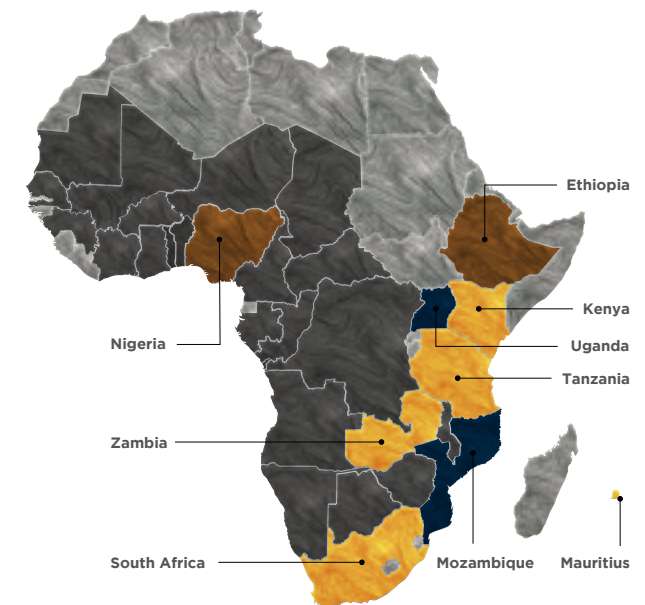 Ethiopia
Kenya
Nigeria
Uganda
Tanzania
Zambia
South Africa
Mozambique
Mauritius